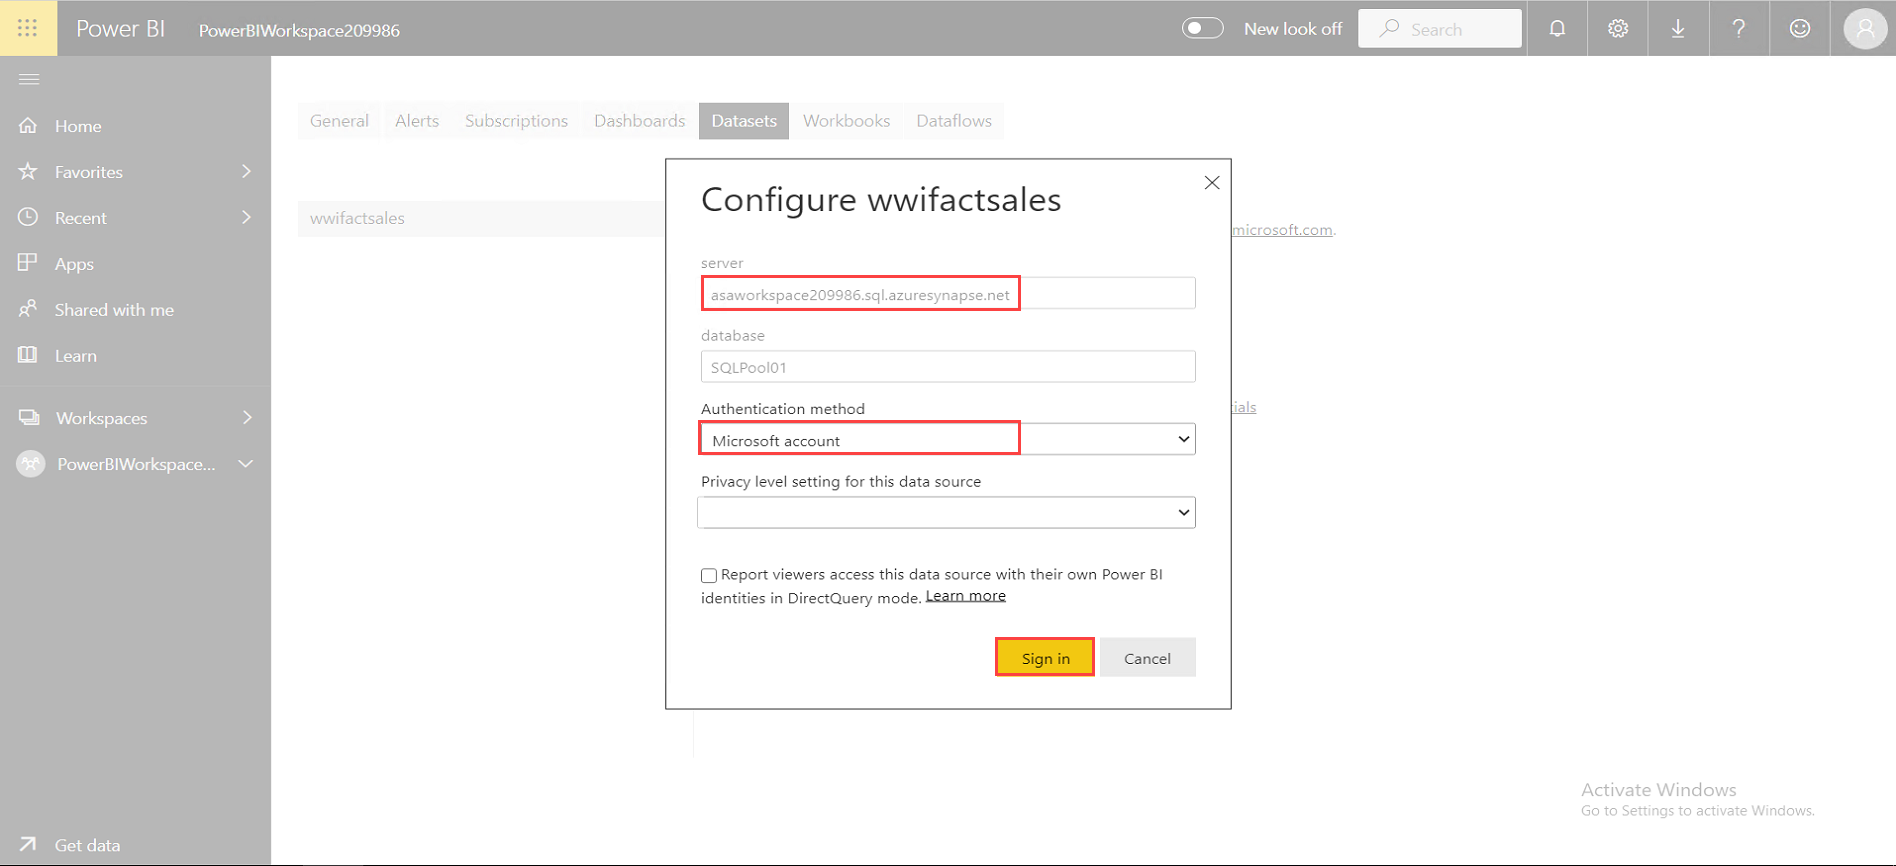 Power BI
PowerBIWorkspace209986
New look off
Search
Home
Favorites
Recent
Apps
Shared with me
Learn
Workspaces
PowerBIWorkspace...
Get data
General
Alerts
Subscriptions
Dashboards
Datasets
Workbooks
Dataflows
wwifactsales
microsoft.com.
ials
Configure wwifactsales
server
asaworkspace209986.sql.azuresynapse.net
database
SQLPool01
Authentication method
Microsoft account
Privacy level setting for this data source
Report viewers access this data source with their own Power BI
identities in DirectQuery mode. Learn more
Sign in
Cancel
Activate Windows
Go to Settings to activate Windows.